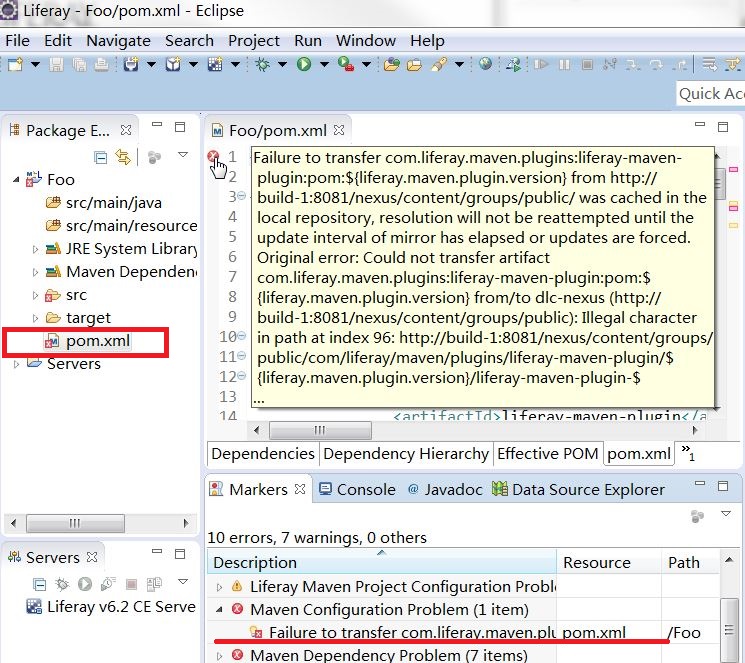 Liferay - Foo/pom.xml - Eclipse
File Edit Navigate Search Project Run Window Help
Quick Ac
Package E...
Foo
src/main/java
src/main/resource
JRE System Library
Maven Dependen
src
target
pom.xml
Servers
Foo/pom.xml
1
2
3
4
5
6
7
8
9
10
11
12
13
14
Failure to transfer com.liferay.maven.plugins:liferay-maven-
plugin:pom:${liferay.maven.plugin.version} from http://
build-1:8081/nexus/content/groups/public/ was cached in the
local repository, resolution will not be reattempted until the
update interval of mirror has elapsed or updates are forced.
Original error: Could not transfer artifact
com.liferay.maven.plugins:liferay-maven-plugin:pom:$
{liferay.maven.plugin.version} from/to dlc-nexus (http://
build-1:8081/nexus/content/groups/public): Illegal character
in path at index 96: http://build-1:8081/nexus/content/groups/
public/com/liferay/maven/plugins/liferay-maven-plugin/$
{liferay.maven.plugin.version}/liferay-maven-plugin-$
...
<artifactId>liferay-maven-plugin</a
Dependencies Dependency Hierarchy Effective POM pom.xml »1
Markers Console @ Javadoc Data Source Explorer
10 errors, 7 warnings, 0 others
Description Resource Path
Liferay Maven Project Configuration Proble
Maven Configuration Problem (1 item)
Failure to transfer com.liferay.maven.plu pom.xml /Foo
Maven Dependency Problem (7 items)
Servers
Liferay v6.2 CE Serve